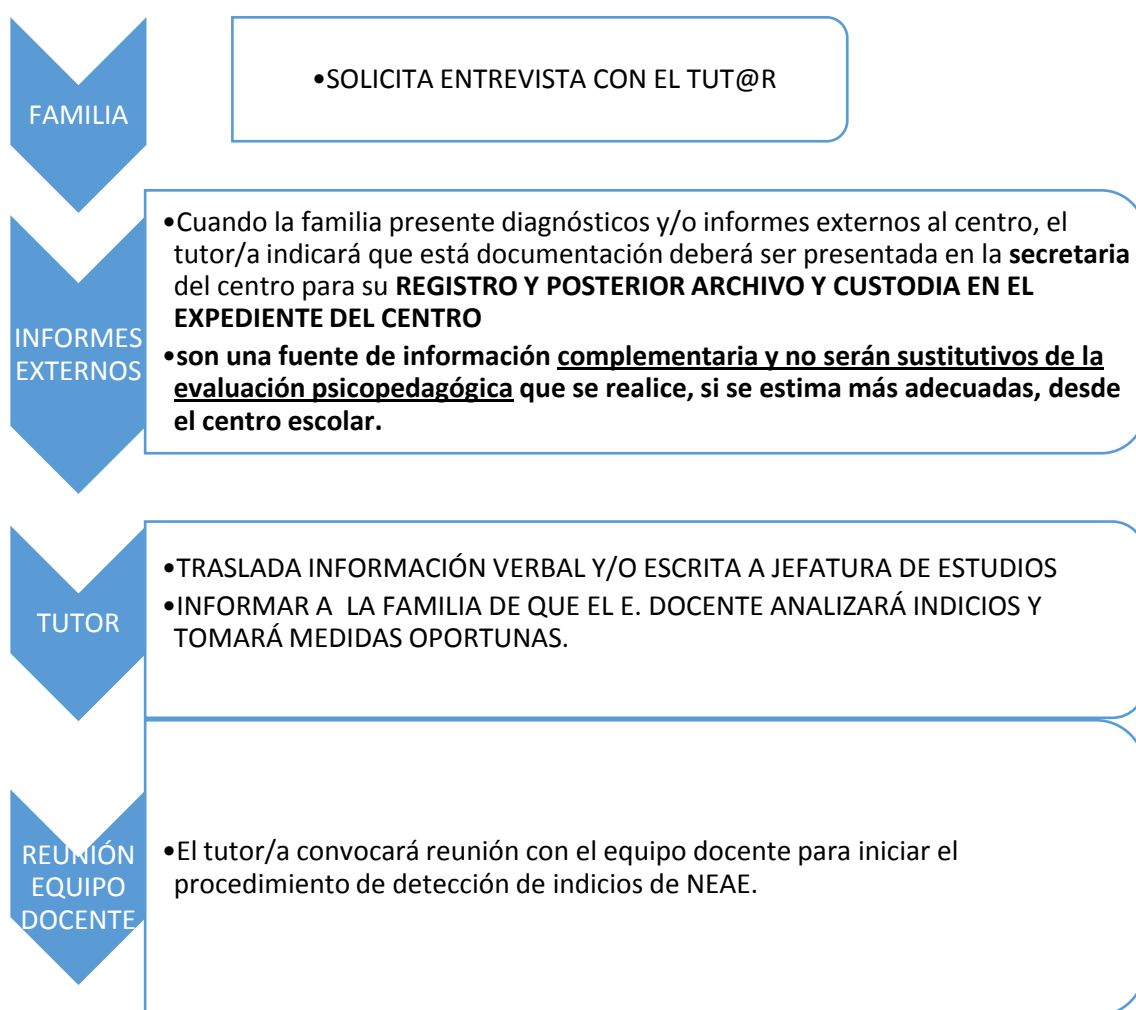 FAMILIA
•SOLICITA ENTREVISTA CON EL TUT@R
INFORMES
EXTERNOS
•Cuando la familia presente diagnósticos y/o informes externos al centro, el
tutor/a indicará que está documentación deberá ser presentada en la secretaria
del centro para su REGISTRO Y POSTERIOR ARCHIVO Y CUSTODIA EN EL
EXPEDIENTE DEL CENTRO
•son una fuente de información complementaria y no serán sustitutivos de la
evaluación psicopedagógica que se realice, si se estima más adecuadas, desde
el centro escolar.
TUTOR
•TRASLADA INFORMACIÓN VERBAL Y/O ESCRITA A JEFATURA DE ESTUDIOS
•INFORMAR A  LA FAMILIA DE QUE EL E. DOCENTE ANALIZARÁ INDICIOS Y
TOMARÁ MEDIDAS OPORTUNAS.
REUNIÓN
EQUIPO
DOCENTE
•El tutor/a convocará reunión con el equipo docente para iniciar el
procedimiento de detección de indicios de NEAE.